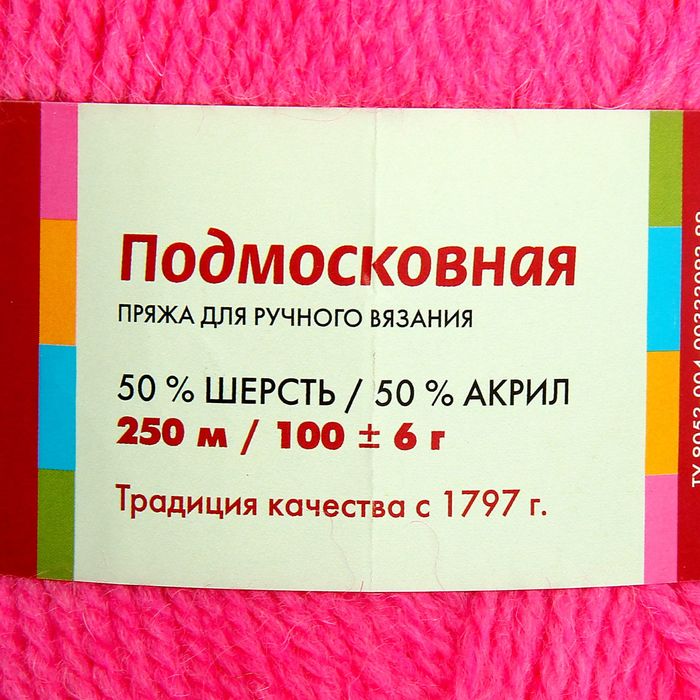 Подмосковная
ПРЯЖА ДЛЯ РУЧНОГО ВЯЗАНИЯ
50 % ШЕРСТЬ / 50 % АКРИЛ
250 м / 100 ± 6 г
Традиция качества с 1797 г.